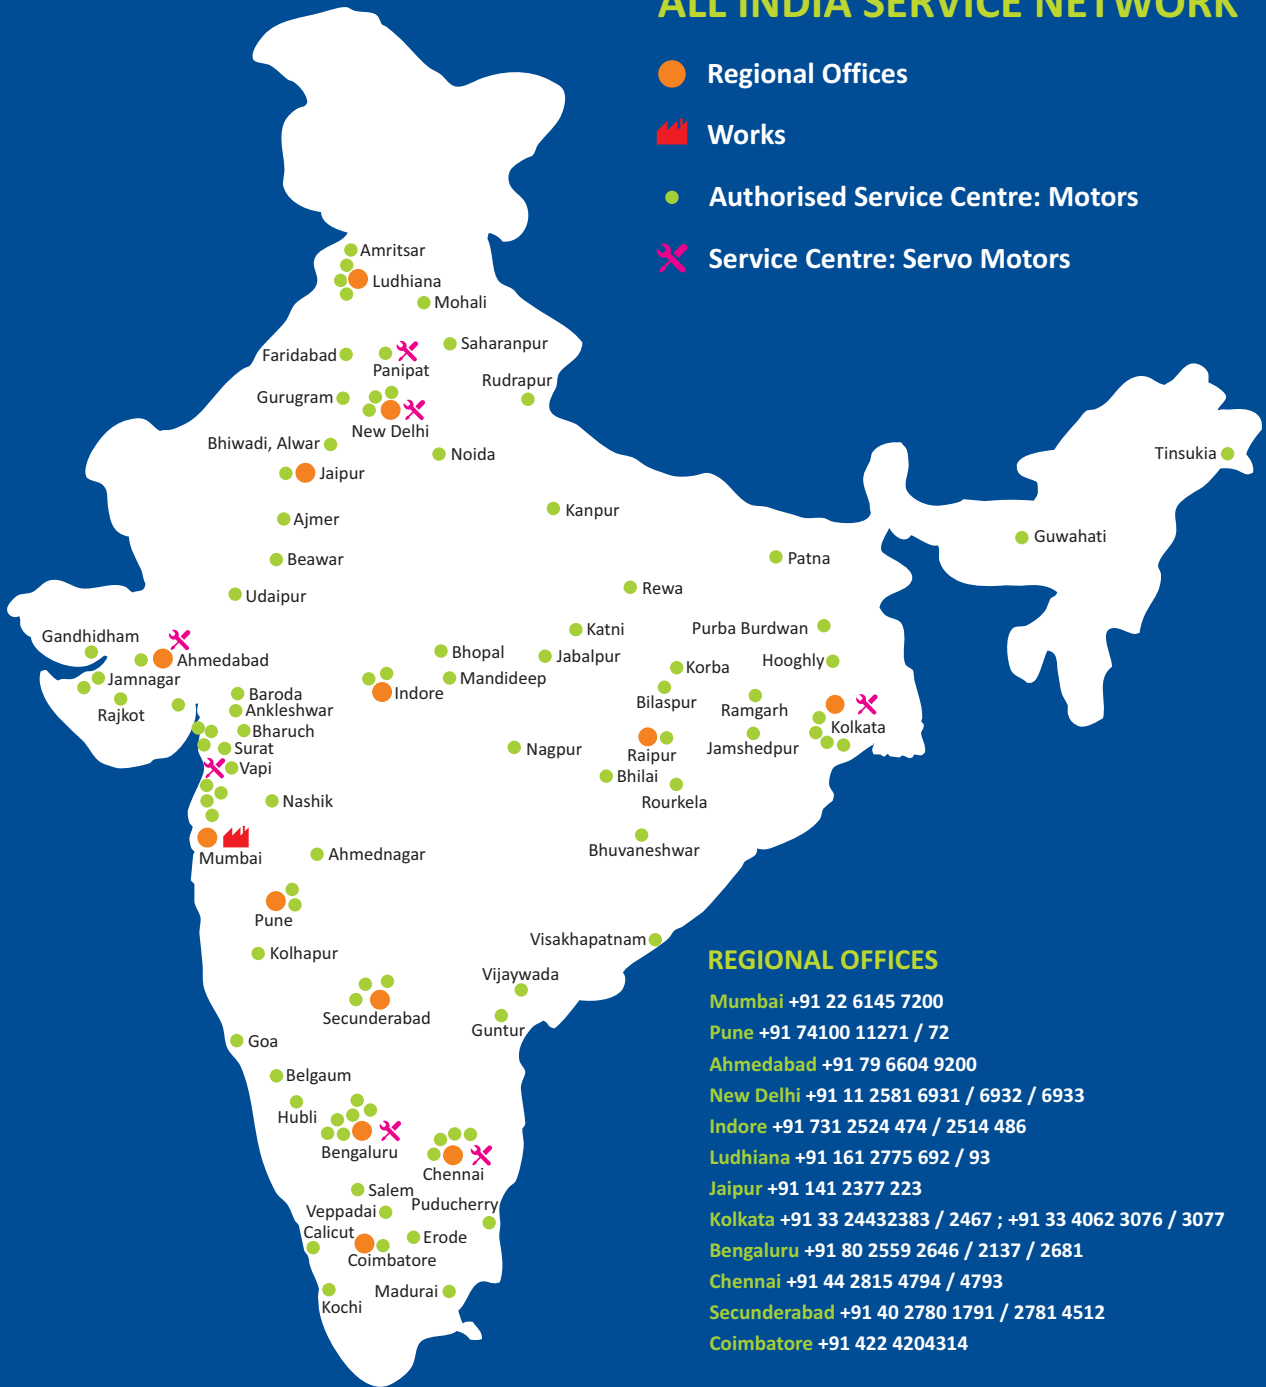 ALL INDIA SERVICE NETWORK
Regional Offices
Works
Authorised Service Centre: Motors
Service Centre: Servo Motors
Amritsar
Ludhiana
Mohali
Saharanpur
Faridabad
Panipat
Rudrapur
Gurugram
New Delhi
Bhiwadi, Alwar
Noida
Tinsukia
Jaipur
Kanpur
Ajmer
Guwahati
Beawar
Patna
Rewa
Udaipur
Katni
Purba Burdwan
Gandhidham
Bhopal
Jabalpur
Ahmedabad
Hooghly
Korba
Jamnagar
Mandideep
Baroda
Indore
Bilaspur
Ankleshwar
Ramgarh
Rajkot
Kolkata
Bharuch
Surat
Nagpur
Raipur
Jamshedpur
Vapi
Bhilai
Nashik
Rourkela
Bhuvaneshwar
Mumbai
Ahmednagar
Pune
Visakhapatnam
Kolhapur
Vijaywada
Secunderabad
Guntur
Goa
Belgaum
Hubli
Bengaluru
Chennai
Salem
Puducherry
Veppadai
Calicut
Erode
Coimbatore
Madurai
Kochi
REGIONAL OFFICES
Mumbai +91 22 6145 7200
Pune +91 74100 11271 / 72
Ahmedabad +91 79 6604 9200
New Delhi +91 11 2581 6931 / 6932 / 6933
Indore +91 731 2524 474 / 2514 486
Ludhiana +91 161 2775 692 / 93
Jaipur +91 141 2377 223
Kolkata +91 33 24432383 / 2467 ; +91 33 4062 3076 / 3077
Bengaluru +91 80 2559 2646 / 2137 / 2681
Chennai +91 44 2815 4794 / 4793
Secunderabad +91 40 2780 1791 / 2781 4512
Coimbatore +91 422 4204314